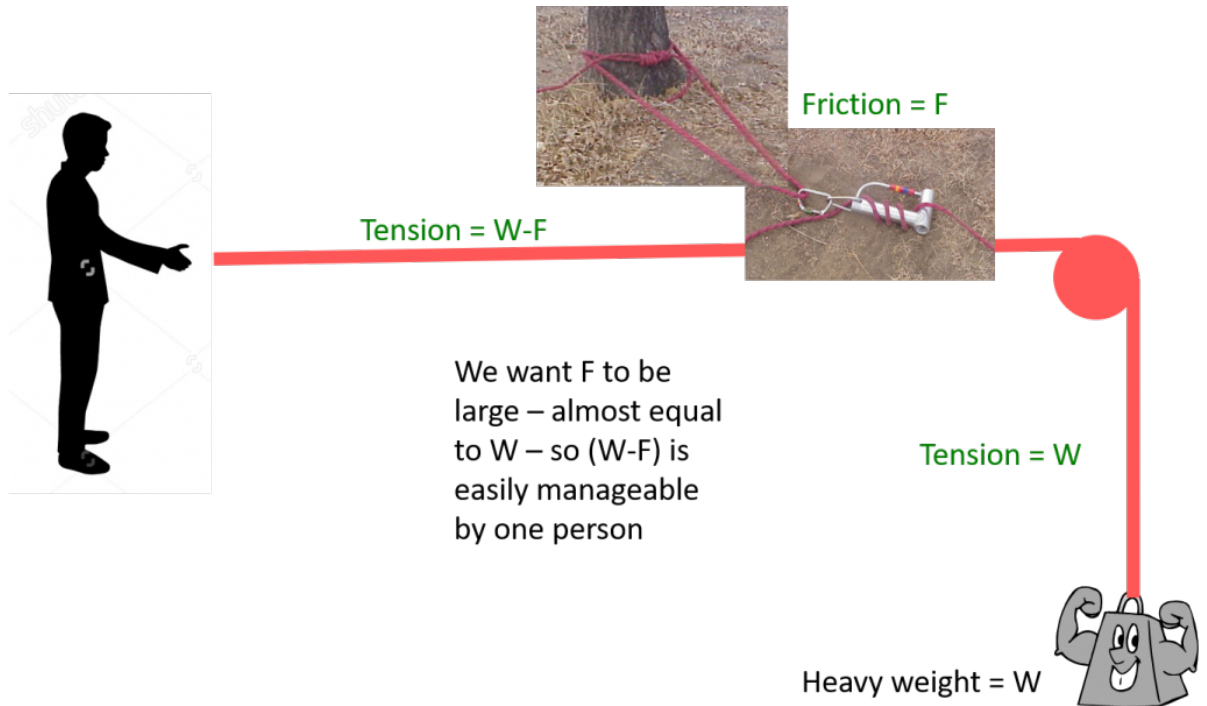 Friction = F
Tension = W-F
We want F to be
large – almost equal
to W – so (W-F) is
easily manageable
by one person
Tension = W
Heavy weight = W